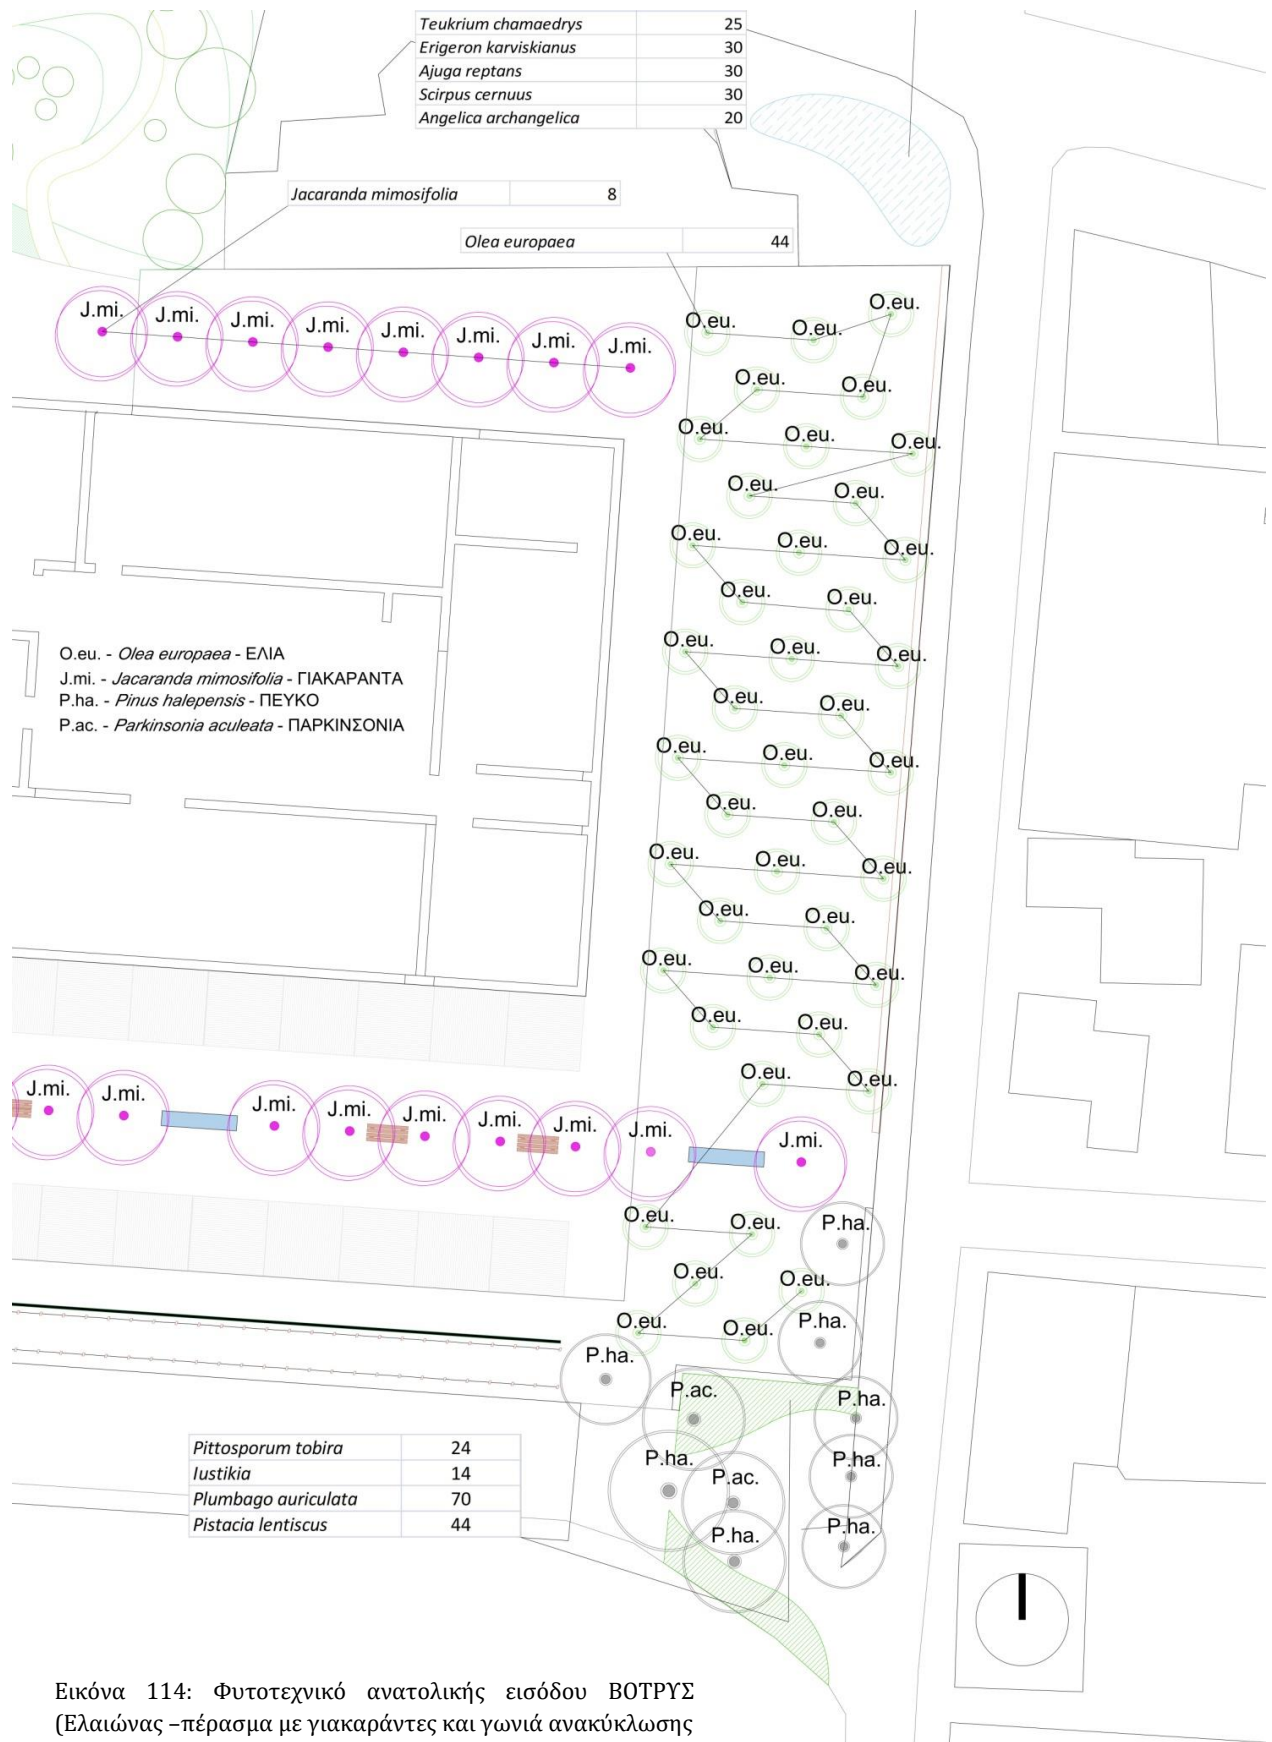 Teukrium chamaedrys 25
Erigeron karviskianus 30
Ajuga reptans 30
Scirpus cernuus 30
Angelica archangelica 20
Jacaranda mimosifolia 8
Olea europaea 44
J.mi. J.mi. J.mi. J.mi. J.mi. J.mi. J.mi. J.mi.
O.eu. O.eu. O.eu.
O.eu. O.eu.
O.eu. O.eu. O.eu.
O.eu. O.eu.
O.eu. O.eu. O.eu.
O.eu. O.eu.
O.eu. O.eu. O.eu.
O.eu. O.eu.
O.eu. O.eu. O.eu.
O.eu. O.eu.
O.eu. O.eu. O.eu.
O.eu. O.eu.
O.eu. O.eu. O.eu.
O.eu. O.eu.
O.eu. O.eu.
O.eu. - Olea europaea - ΕΛΙΑ
J.mi. - Jacaranda mimosifolia - ΓΙΑΚΑΡΑΝΤΑ
P.ha. - Pinus halepensis - ΠΕΥΚΟ
P.ac. - Parkinsonia aculeata - ΠΑΡΚΙΝΣΟΝΙΑ
J.mi. J.mi. J.mi. J.mi. J.mi. J.mi. J.mi. J.mi. J.mi.
O.eu. O.eu. P.ha.
O.eu. O.eu.
O.eu. O.eu. P.ha.
P.ha.
P.ac. P.ha.
P.ha. P.ac. P.ha.
P.ha. P.ha.
Pittosporum tobira 24
Iustikia 14
Plumbago auriculata 70
Pistacia lentiscus 44
Εικόνα 114: Φυτοτεχνικό ανατολικής εισόδου ΒΟΤΡΥΣ
(Ελαιώνας –πέρασμα με γιακαράντες και γωνιά ανακύκλωσης